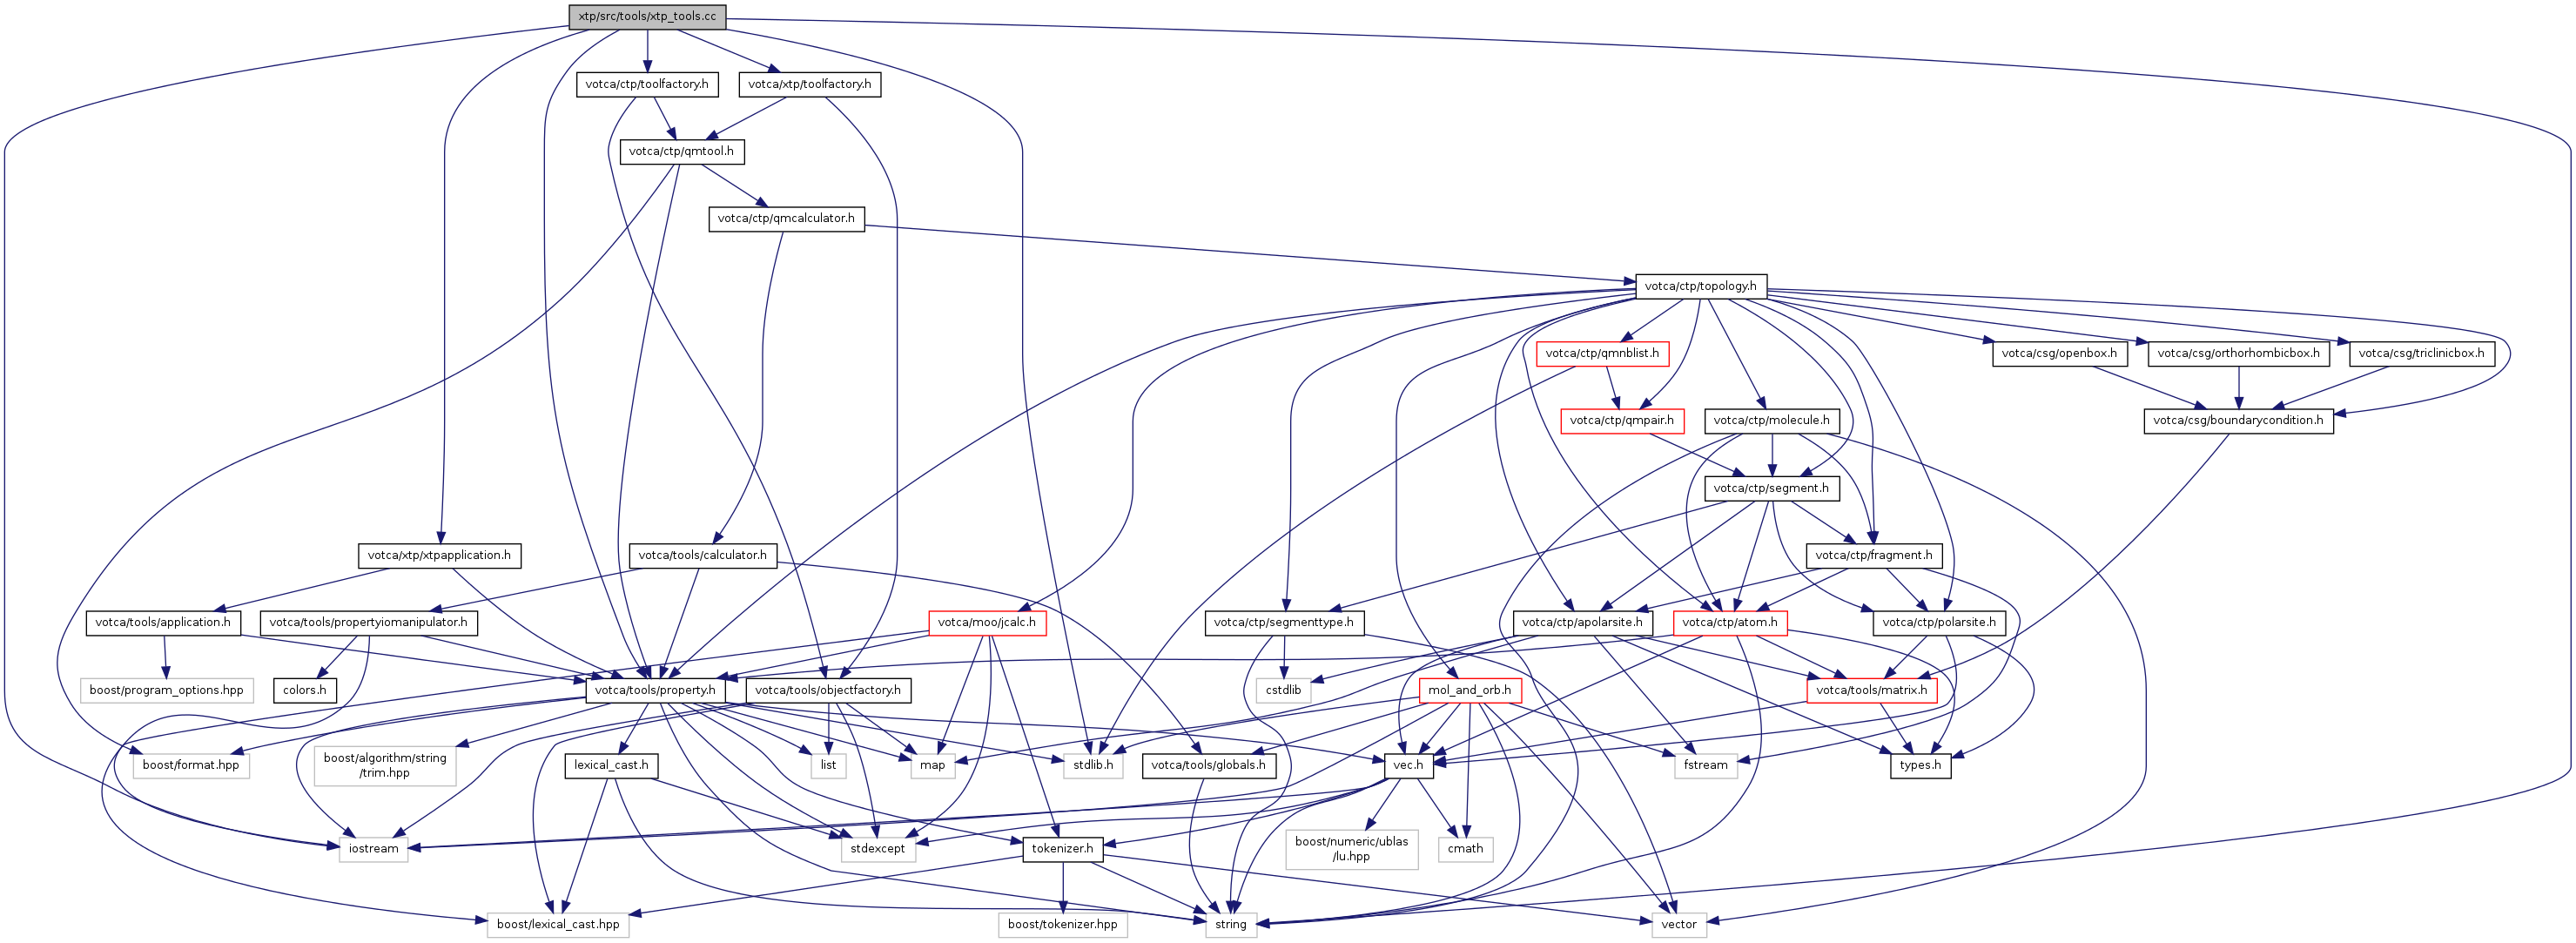 xtp/src/tools/xtp_tools.cc
votca/ctp/toolfactory.h
votca/xtp/toolfactory.h
votca/ctp/qmtool.h
votca/ctp/qmcalculator.h
votca/ctp/topology.h
votca/ctp/qmnblist.h
votca/csg/openbox.h
votca/csg/orthorhombicbox.h
votca/csg/triclinicbox.h
votca/ctp/qmpair.h
votca/ctp/molecule.h
votca/csg/boundarycondition.h
votca/ctp/segment.h
votca/xtp/xtpapplication.h
votca/tools/calculator.h
votca/ctp/fragment.h
votca/tools/application.h
votca/tools/propertyiomanipulator.h
votca/moo/jcalc.h
votca/ctp/segmenttype.h
votca/ctp/apolarsite.h
votca/ctp/atom.h
votca/ctp/polarsite.h
boost/program_options.hpp
colors.h
votca/tools/property.h
votca/tools/objectfactory.h
cstdlib
mol_and_orb.h
votca/tools/matrix.h
boost/format.hpp
boost/algorithm/string
/trim.hpp
lexical_cast.h
list
map
stdlib.h
votca/tools/globals.h
vec.h
fstream
types.h
iostream
stdexcept
tokenizer.h
boost/numeric/ublas
/lu.hpp
cmath
boost/lexical_cast.hpp
boost/tokenizer.hpp
string
vector